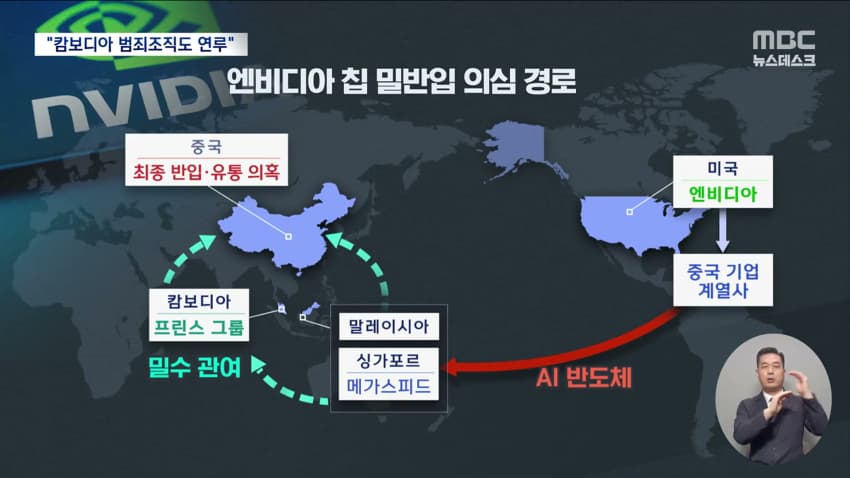 "캄보디아 범죄조직도 연루"
MBC
뉴스데스크
엔비디아 칩 밀반입 의심 경로
NVIDIA
중국
최종 반입·유통 의혹
미국
엔비디아
중국 기업
계열사
캄보디아
프린스 그룹
말레이시아
싱가포르
메가스피드
밀수 관여
AI 반도체